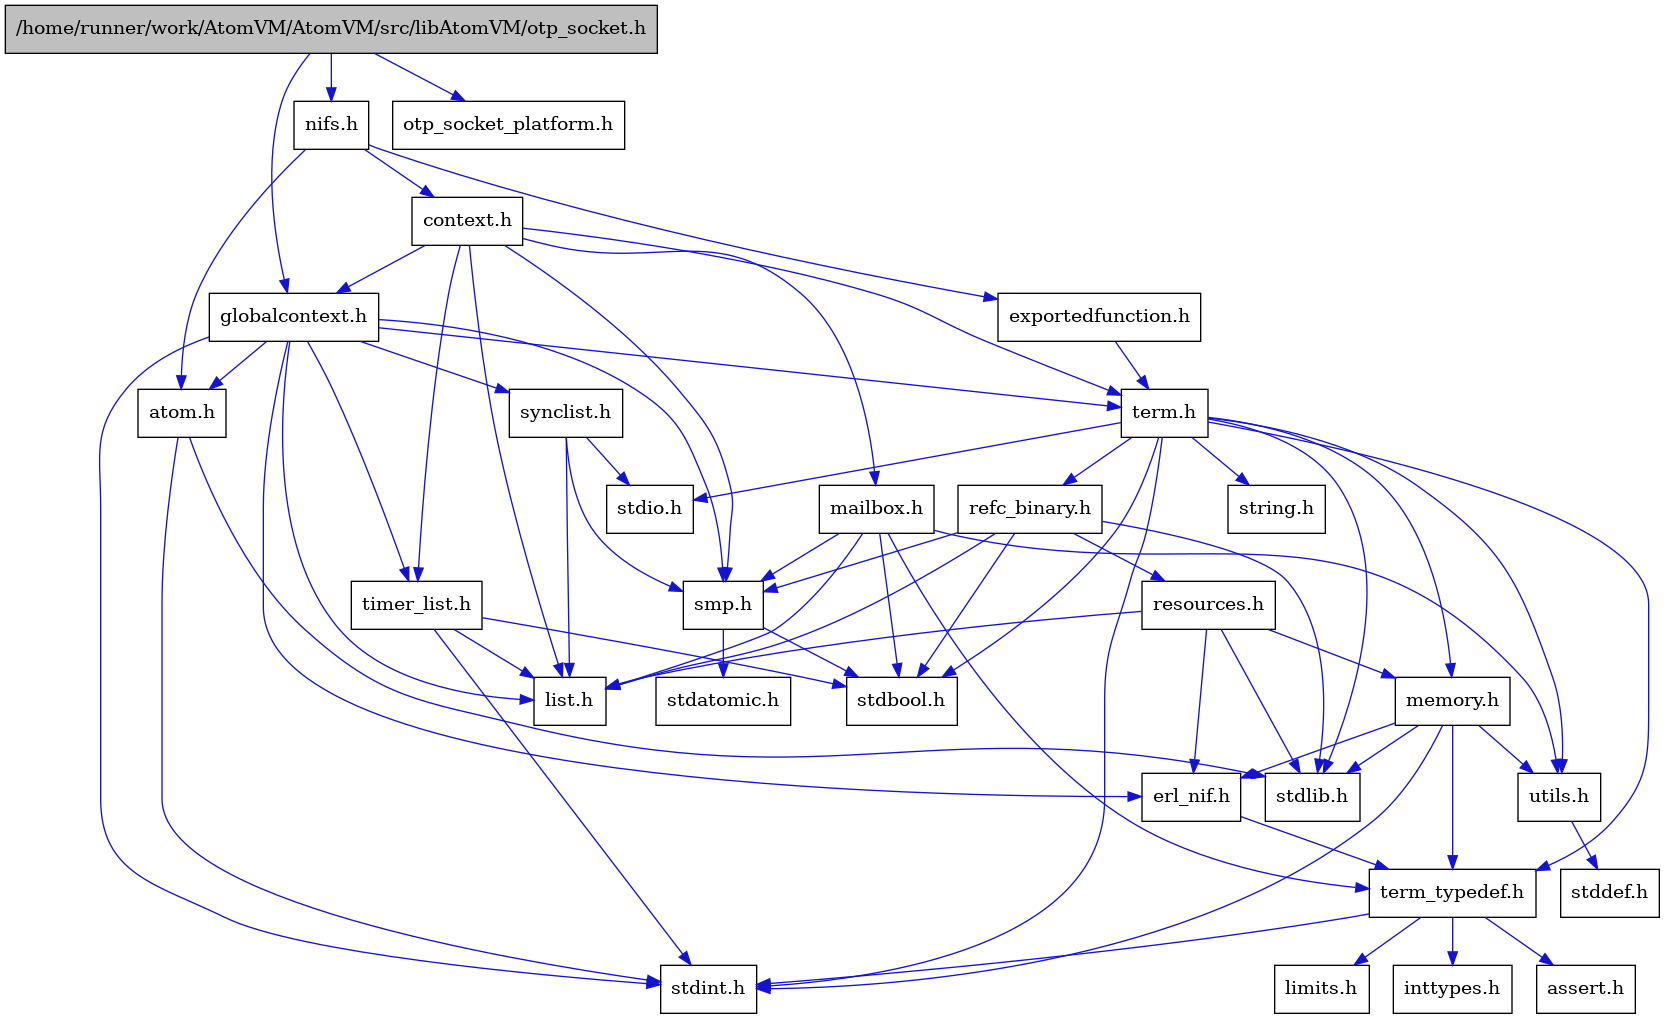 /home/runner/work/AtomVM/AtomVM/src/libAtomVM/otp_socket.h
nifs.h
otp_socket_platform.h
context.h
globalcontext.h
exportedfunction.h
atom.h
synclist.h
term.h
stdio.h
mailbox.h
refc_binary.h
string.h
timer_list.h
smp.h
resources.h
list.h
stdatomic.h
stdbool.h
memory.h
erl_nif.h
stdlib.h
utils.h
term_typedef.h
stddef.h
stdint.h
limits.h
inttypes.h
assert.h